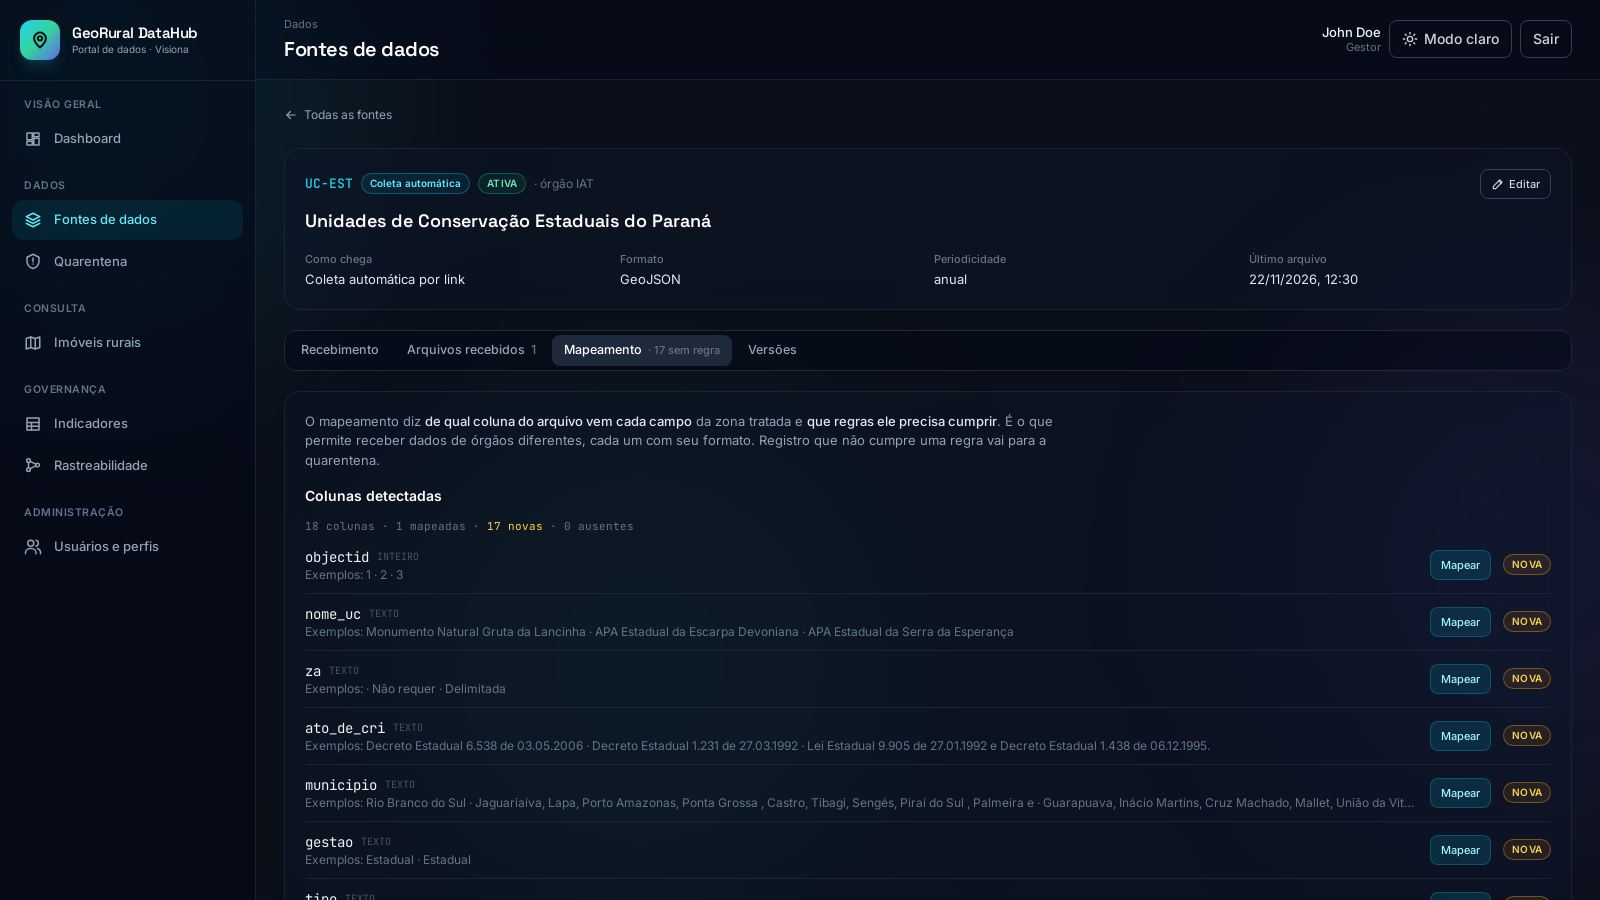 GeoRural DataHub
Portal de dados · Visiona
VISÃO GERAL
Dashboard
DADOS
Fontes de dados
Quarentena
CONSULTA
Imóveis rurais
GOVERNANÇA
Indicadores
Rastreabilidade
ADMINISTRAÇÃO
Usuários e perfis
Dados
Fontes de dados
John Doe
Gestor
Modo claro
Sair
← Todas as fontes
UC-EST Coleta automática ATIVA · órgão IAT
Editar
Unidades de Conservação Estaduais do Paraná
Como chega Formato Periodicidade Último arquivo
Coleta automática por link GeoJSON anual 22/11/2026, 12:30
Recebimento Arquivos recebidos 1 Mapeamento · 17 sem regra Versões
O mapeamento diz de qual coluna do arquivo vem cada campo da zona tratada e que regras ele precisa cumprir. É o que
permite receber dados de órgãos diferentes, cada um com seu formato. Registro que não cumpre uma regra vai para a
quarentena.
Colunas detectadas
18 colunas · 1 mapeadas · 17 novas · 0 ausentes
objectid INTEIRO
Exemplos: 1 · 2 · 3
Mapear NOVA
nome_uc TEXTO
Exemplos: Monumento Natural Gruta da Lancinha · APA Estadual da Escarpa Devoniana · APA Estadual da Serra da Esperança
Mapear NOVA
za TEXTO
Exemplos: · Não requer · Delimitada
Mapear NOVA
ato_de_cri TEXTO
Exemplos: Decreto Estadual 6.538 de 03.05.2006 · Decreto Estadual 1.231 de 27.03.1992 · Lei Estadual 9.905 de 27.01.1992 e Decreto Estadual 1.438 de 06.12.1995.
Mapear NOVA
municipio TEXTO
Exemplos: Rio Branco do Sul · Jaguariaíva, Lapa, Porto Amazonas, Ponta Grossa , Castro, Tibagi, Sengés, Piraí do Sul , Palmeira e · Guarapuava, Inácio Martins, Cruz Machado, Mallet, União da Vit...
Mapear NOVA
gestao TEXTO
Exemplos: Estadual · Estadual
Mapear NOVA
tipo TEXTO